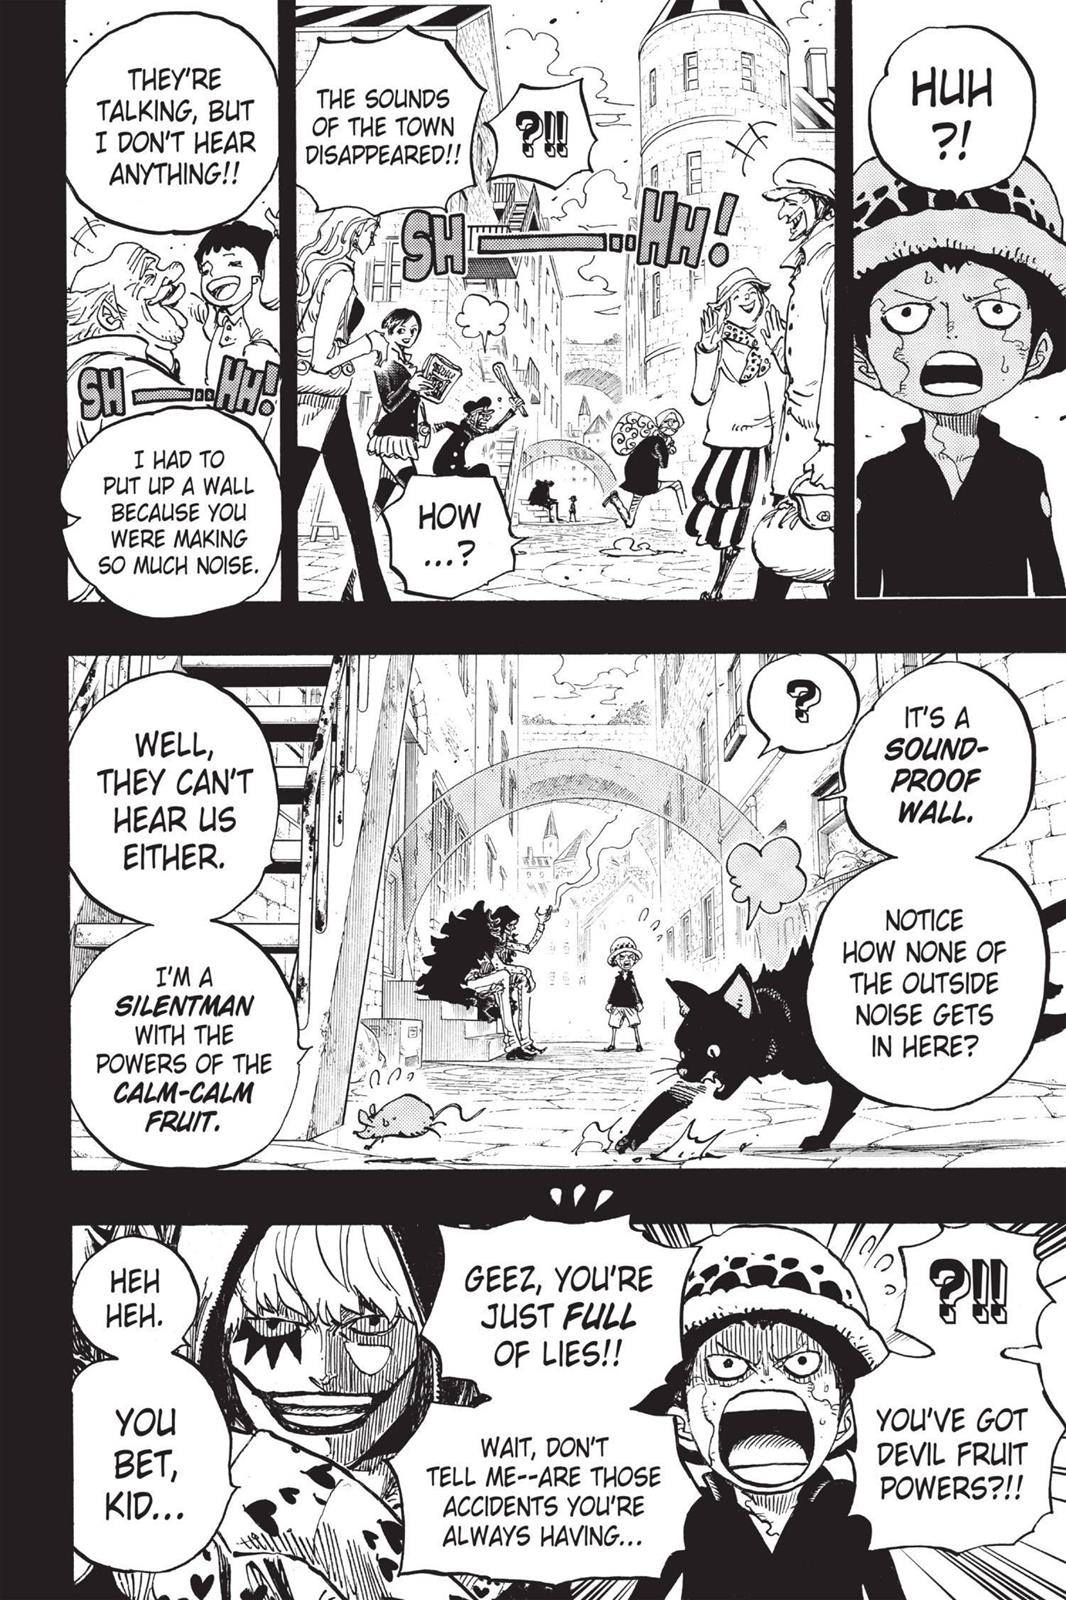 HUH
?!
?!!
THE SOUNDS
OF THE TOWN
DISAPPEARED!!
SH——..HH!
HOW
...?
THEY'RE
TALKING, BUT
I DON'T HEAR
ANYTHING!!
SH——..HH!
I HAD TO
PUT UP A WALL
BECAUSE YOU
WERE MAKING
SO MUCH NOISE.
IT'S A
SOUND-
PROOF
WALL.
?
NOTICE
HOW NONE OF
THE OUTSIDE
NOISE GETS
IN HERE?
WELL,
THEY CAN'T
HEAR US
EITHER.
I'M A
SILENTMAN
WITH THE
POWERS OF THE
CALM-CALM
FRUIT.
?!!
YOU'VE GOT
DEVIL FRUIT
POWERS?!!
GEEZ, YOU'RE
JUST FULL
OF LIES!!
WAIT, DON'T
TELL ME--ARE THOSE
ACCIDENTS YOU'RE
ALWAYS HAVING...
HEH
HEH.
YOU
BET,
KID...